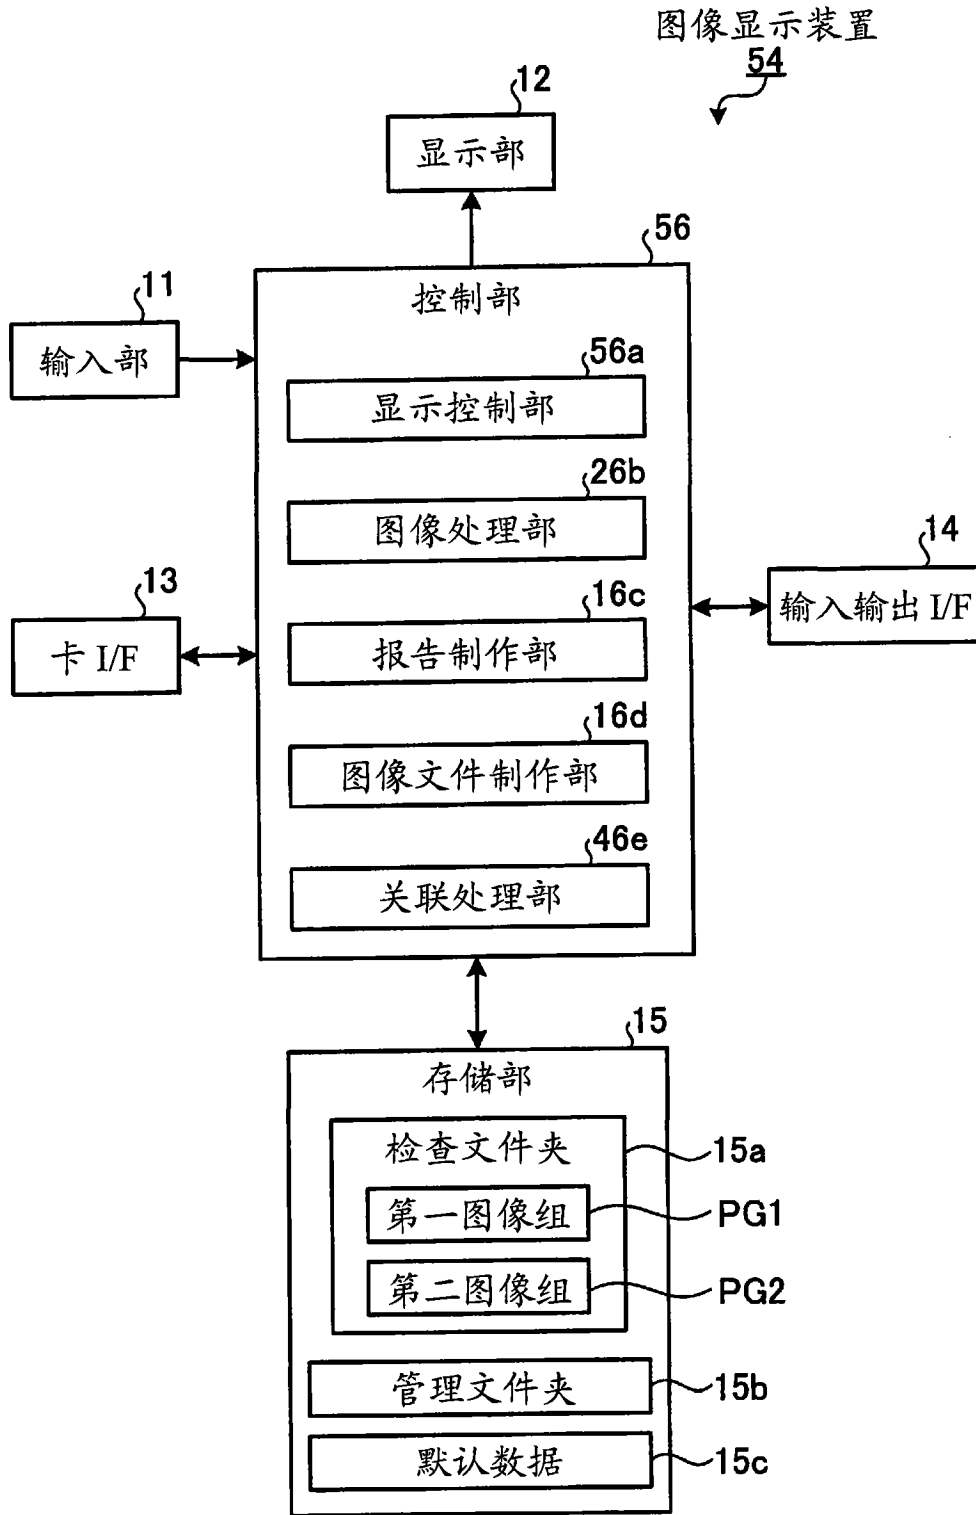 图像显示装置
54
12
显示部
56
控制部
11
输入部
56a
显示控制部
26b
图像处理部
14
输入输出 I/F
13
卡 I/F
16c
报告制作部
16d
图像文件制作部
46e
关联处理部
15
存储部
检查文件夹
15a
第一图像组
PG1
第二图像组
PG2
管理文件夹
15b
默认数据
15c